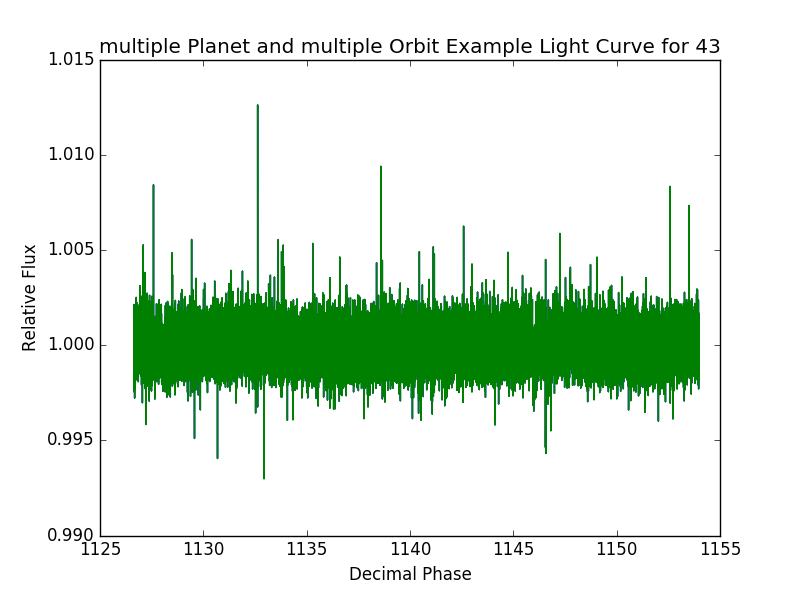 multiple Planet and multiple Orbit Example Light Curve for 43
1.015
1.010
1.005
1.000
0.995
0.990
Relative Flux
1125 1130 1135 1140 1145 1150 1155
Decimal Phase